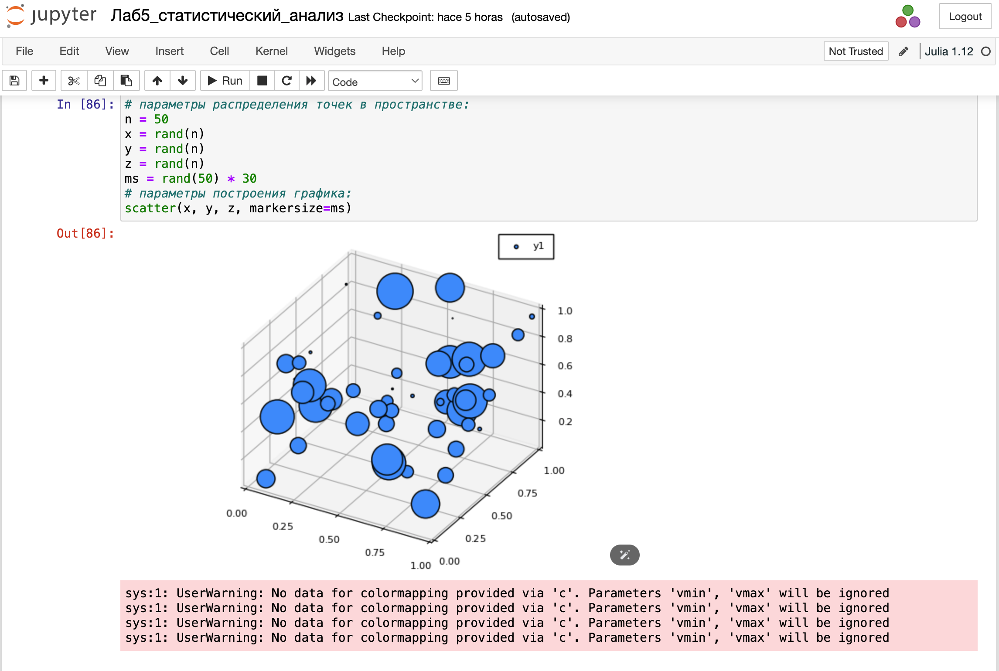 jupyter Лаб5_статистический_анализ Last Checkpoint: hace 5 horas (autosaved) Logout
File Edit View Insert Cell Kernel Widgets Help Not Trusted Julia 1.12
Run Code
In [86]: # параметры распределения точек в пространстве:
n = 50
x = rand(n)
y = rand(n)
z = rand(n)
ms = rand(50) * 30
# параметры построения графика:
scatter(x, y, z, markersize=ms)
Out[86]:
y1
1.0
0.8
0.6
0.4
0.2
1.00
0.75
0.50
0.25
0.00
0.00
0.25
0.50
0.75
1.00
sys:1: UserWarning: No data for colormapping provided via 'c'. Parameters 'vmin', 'vmax' will be ignored
sys:1: UserWarning: No data for colormapping provided via 'c'. Parameters 'vmin', 'vmax' will be ignored
sys:1: UserWarning: No data for colormapping provided via 'c'. Parameters 'vmin', 'vmax' will be ignored
sys:1: UserWarning: No data for colormapping provided via 'c'. Parameters 'vmin', 'vmax' will be ignored